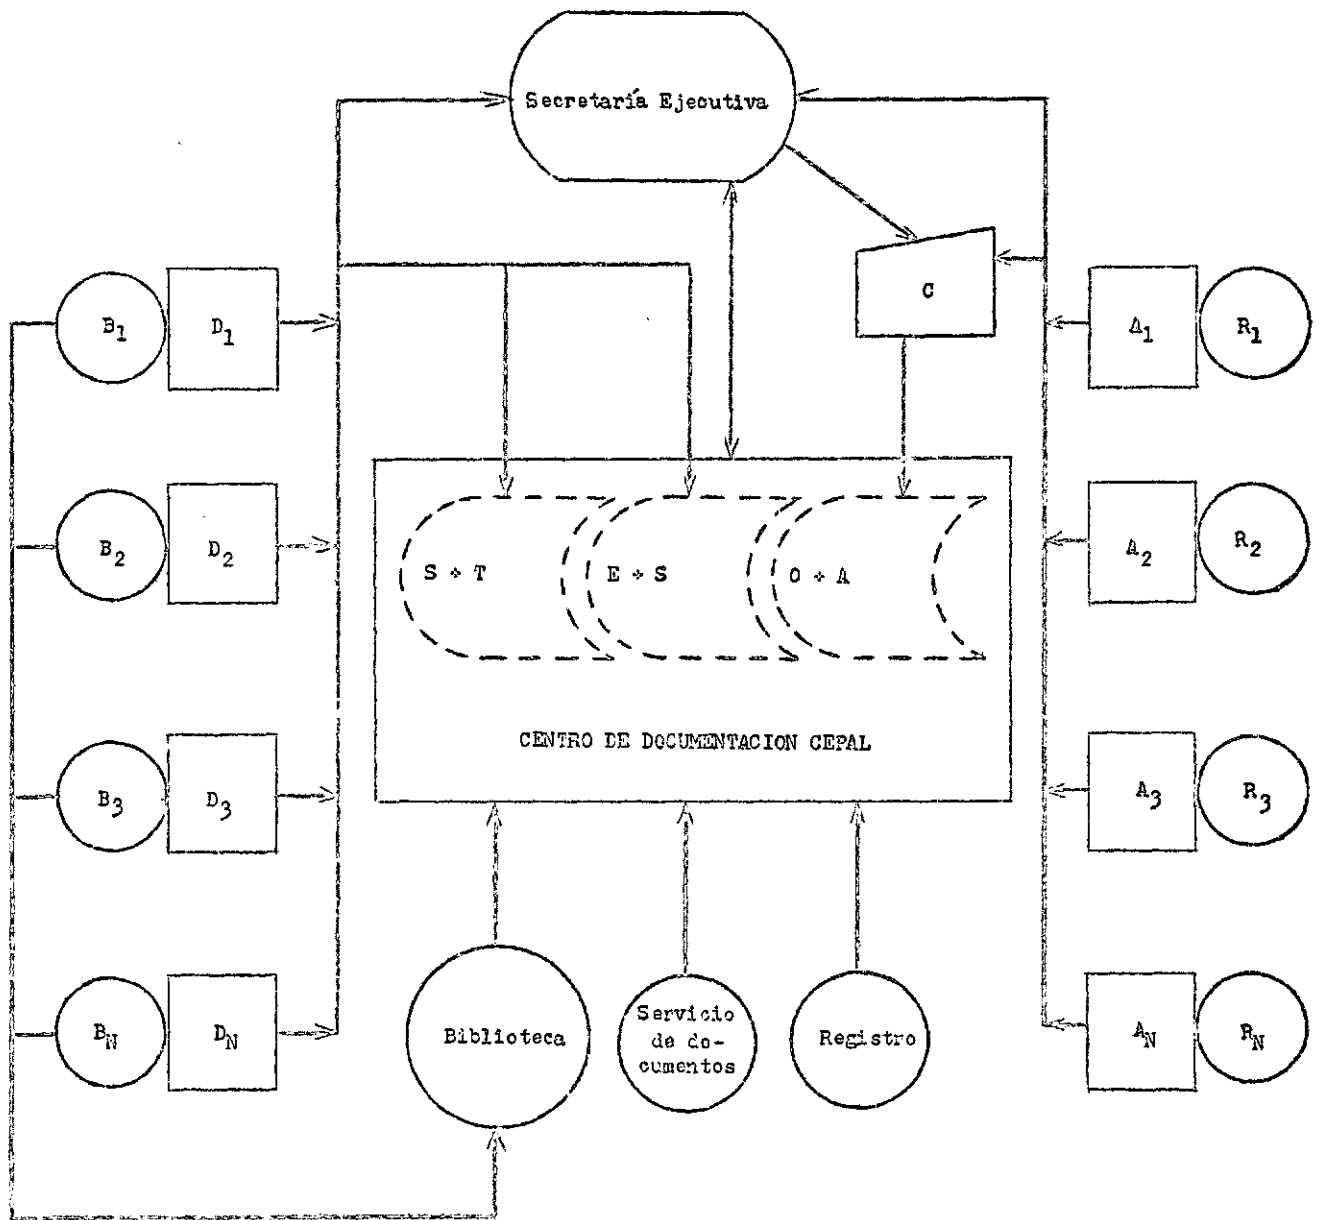 Secretaría Ejecutiva
C
B1
D1
A1
R1
B2
D2
A2
R2
S + T
E + S
O + A
CENTRO DE DOCUMENTACION CEPAL
B3
D3
A3
R3
BN
DN
AN
RN
Biblioteca
Servicio
de do-
cumentos
Registro